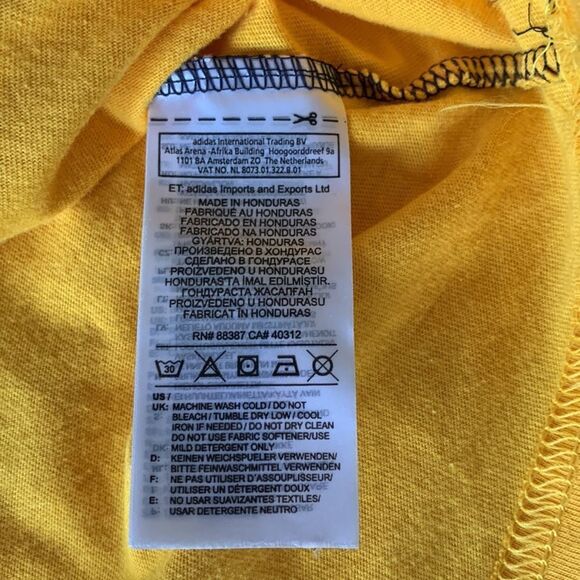 adidas International Trading BV
Atlas Arena -Afrika Building Hoogoorddreef 9a
1101 BA Amsterdam ZO The Netherlands
VAT NO. NL 8073.01.322.B.01
ET: adidas Imports and Exports Ltd
MADE IN HONDURAS
FABRIQUÉ AU HONDURAS
FABRICADO EN HONDURAS
FABRICADO NA HONDURAS
GYÁRTVA: HONDURAS
ПРОИЗВЕДЕНО В ХОНДУРАС
СДЕЛАНО В ГОНДУРАСЕ
PROIZVEDENO U HONDURASU
HONDURAS'TA İMAL EDİLMİŞTİR.
ГОНДУРАСТА ЖАСАЛҒАН
PROIZVEDENO U HONDURASU
FABRICAT ÎN HONDURAS
RN# 88387 CA# 40312
30
US /
UK: MACHINE WASH COLD / DO NOT
BLEACH / TUMBLE DRY LOW / COOL
IRON IF NEEDED / DO NOT DRY CLEAN
DO NOT USE FABRIC SOFTENER/USE
MILD DETERGENT ONLY
D: KEINEN WEICHSPUELER VERWENDEN/
BITTE FEINWASCHMITTEL VERWENDEN
F: NE PAS UTILISER D'ASSOUPLISEUR/
UTILISER UN DÉTERGENT DOUX
E: NO USAR SUAVIZANTES TEXTILES/
USAR DETERGENTE NEUTRO